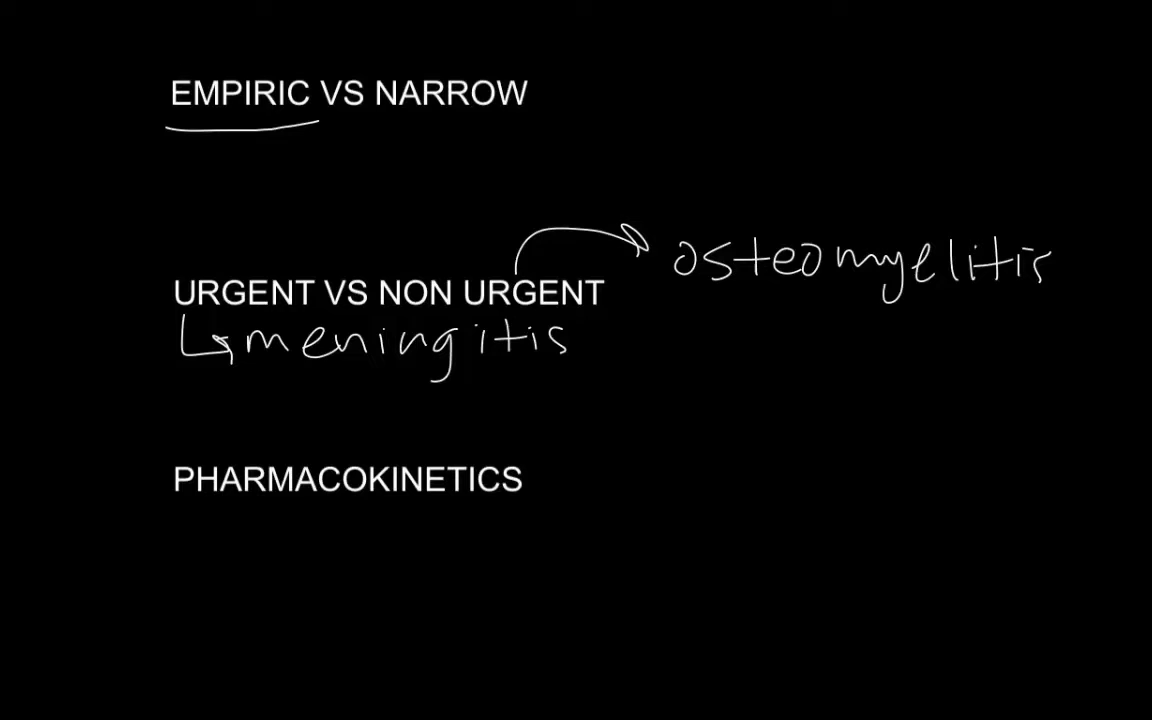 EMPIRIC VS NARROW
osteomyelitis
URGENT VS NON URGENT
meningitis
PHARMACOKINETICS